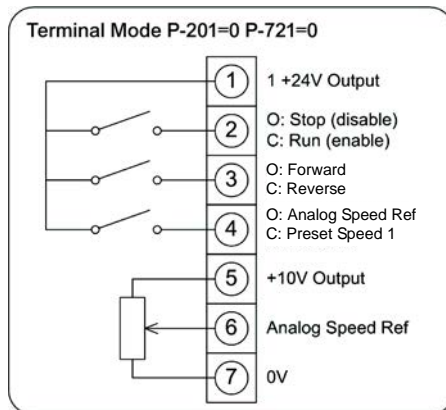 Terminal Mode P-201=0 P-721=0
1 1 +24V Output
2 O: Stop (disable)
C: Run (enable)
3 O: Forward
C: Reverse
4 O: Analog Speed Ref
C: Preset Speed 1
5 +10V Output
6 Analog Speed Ref
7 0V